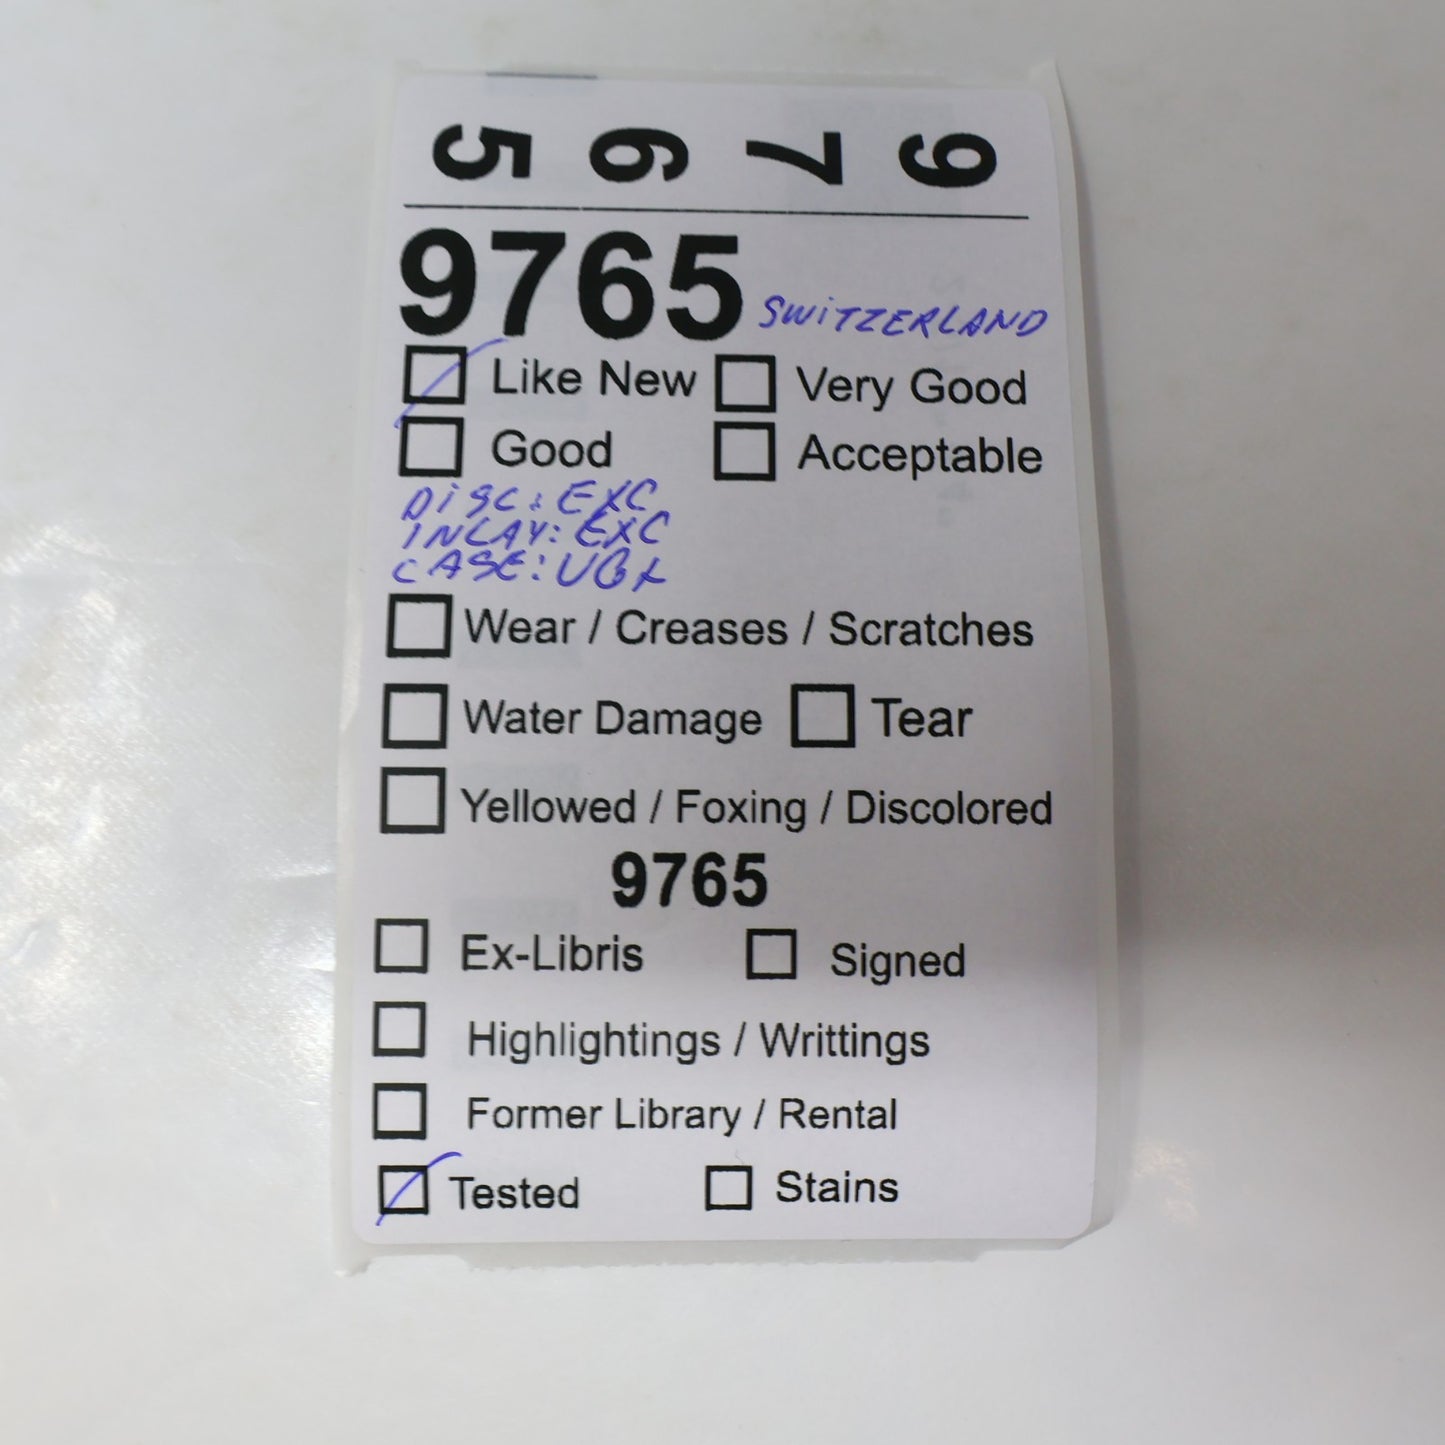 5 6 7 9
9765 SWiTZERLAND
Like New Very Good
Good Acceptable
DiSC: EXC
INLAY: EXC
CASE: VG+
Wear / Creases / Scratches
Water Damage Tear
Yellowed / Foxing / Discolored
9765
Ex-Libris Signed
Highlightings / Writtings
Former Library / Rental
Tested Stains